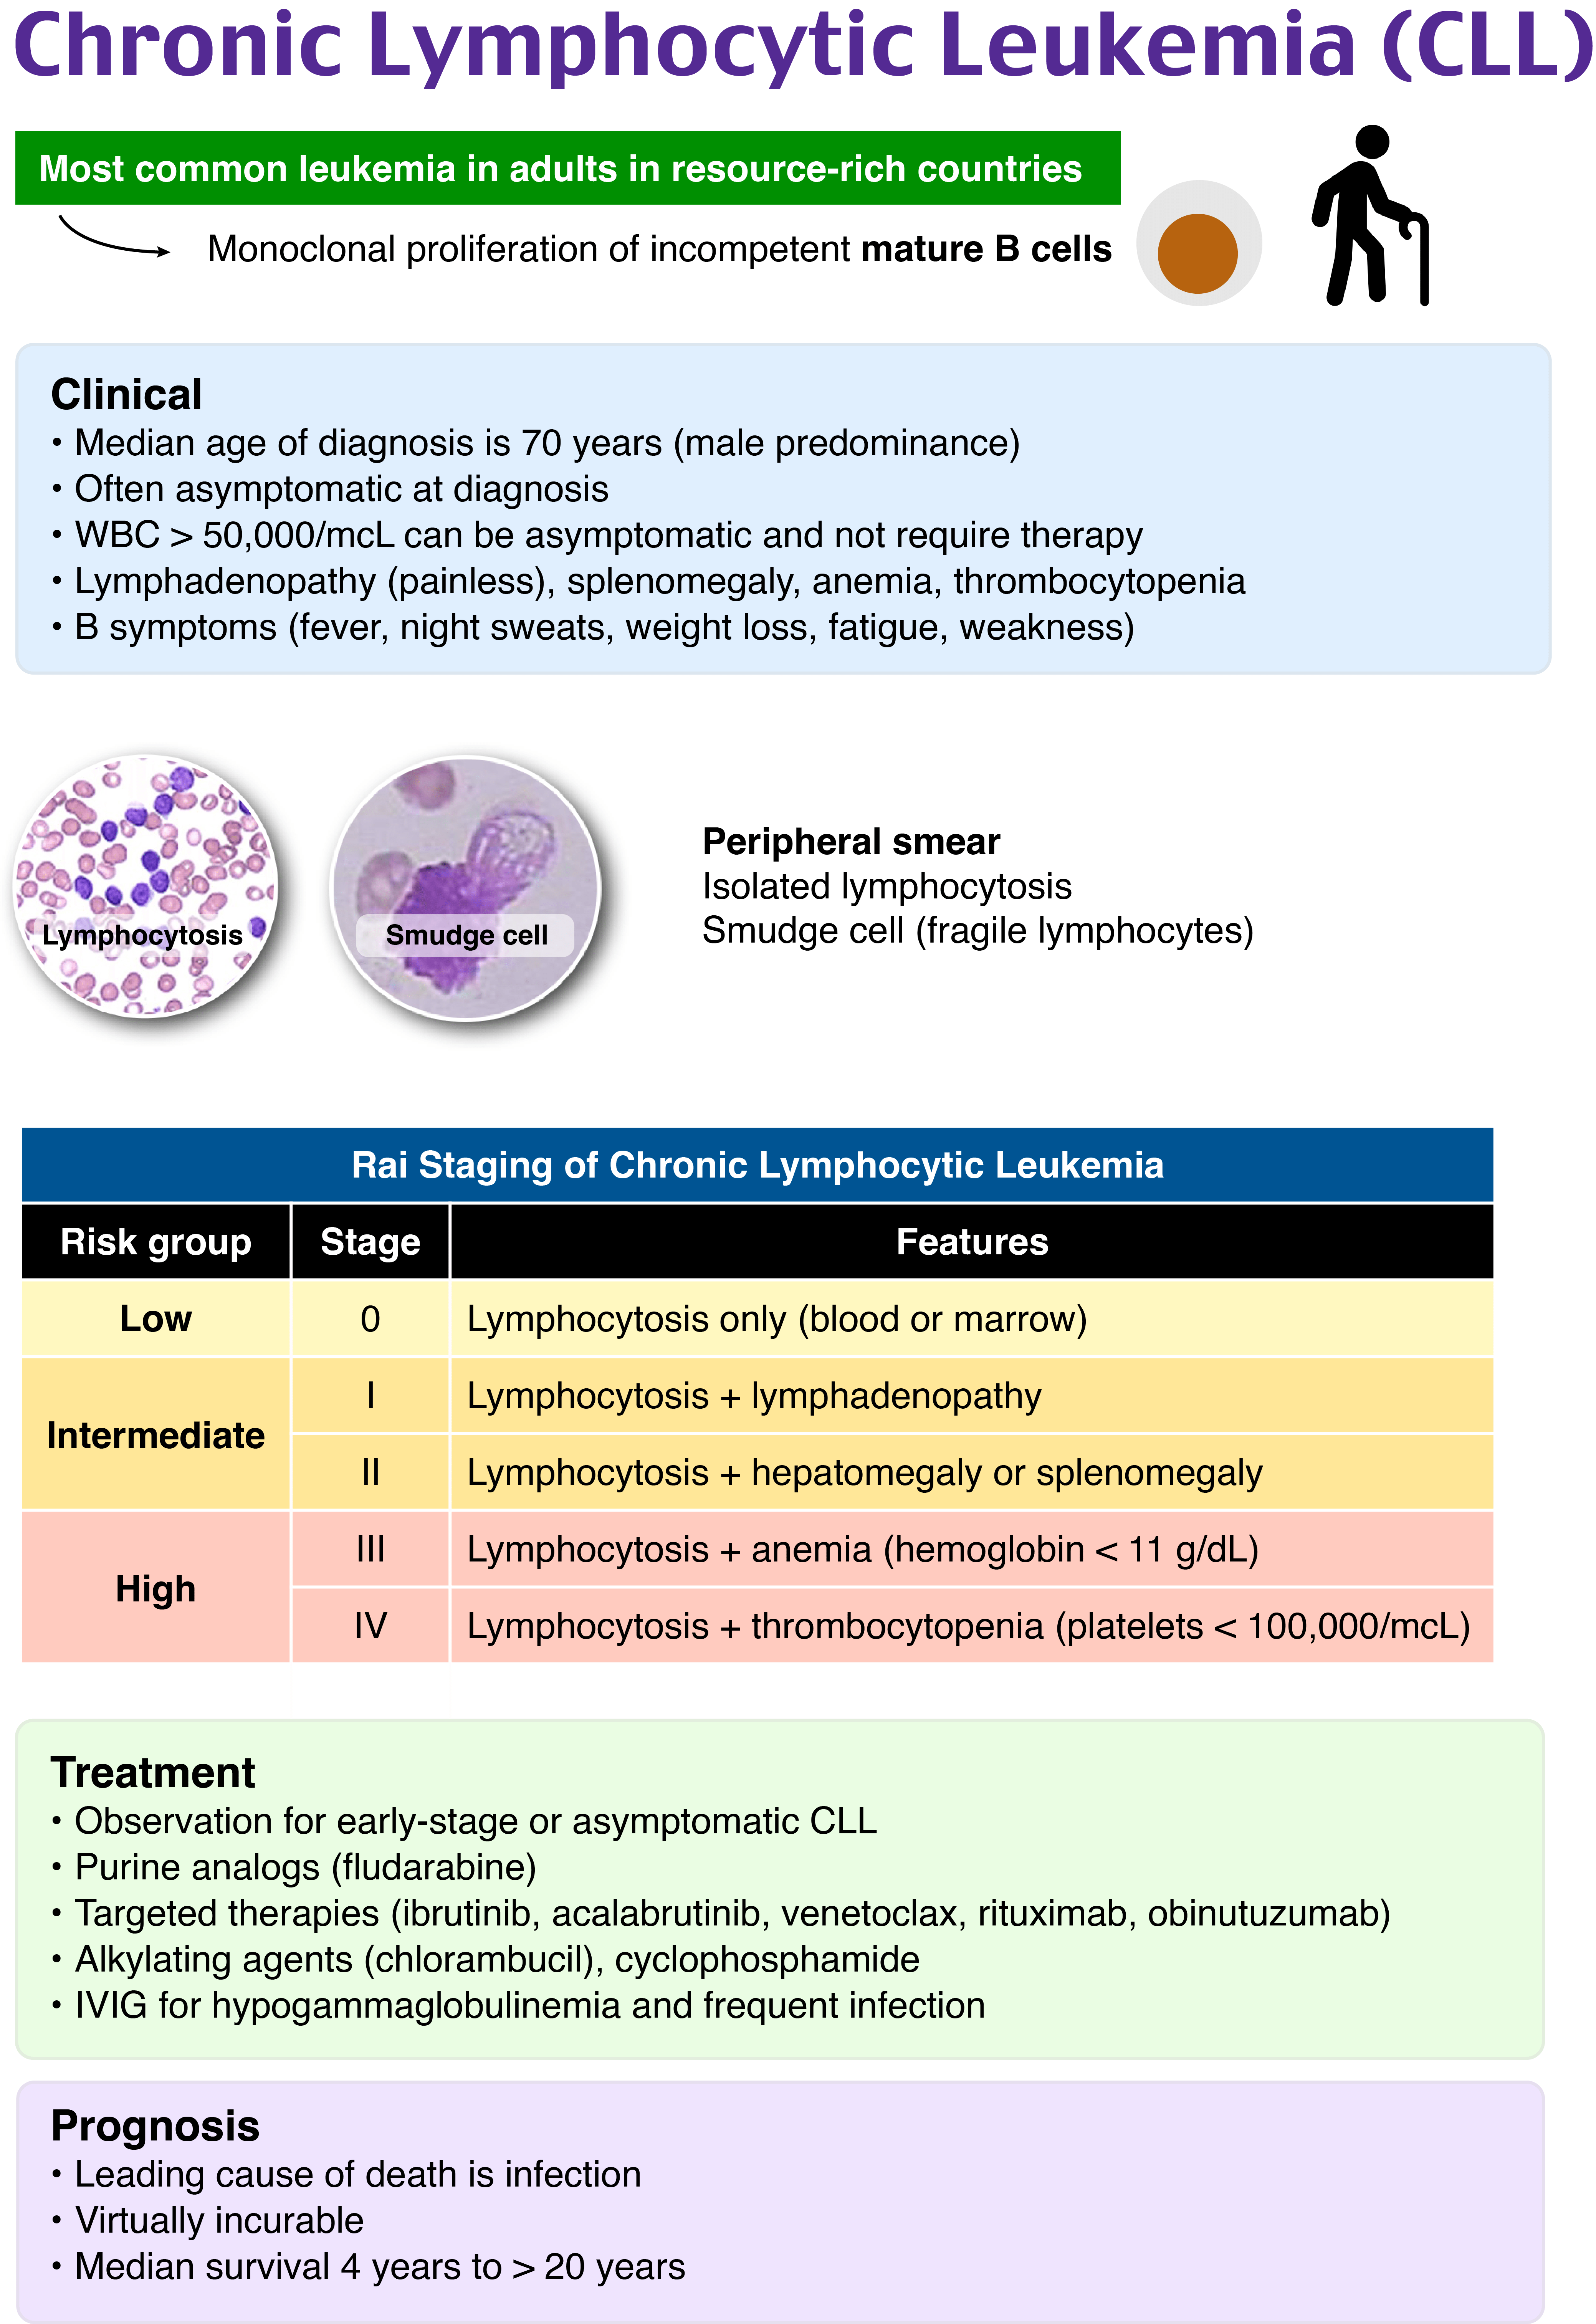 Chronic Lymphocytic Leukemia (CLL)
Most common leukemia in adults in resource-rich countries
Monoclonal proliferation of incompetent mature B cells
Clinical
• Median age of diagnosis is 70 years (male predominance)
• Often asymptomatic at diagnosis
• WBC > 50,000/mcL can be asymptomatic and not require therapy
• Lymphadenopathy (painless), splenomegaly, anemia, thrombocytopenia
• B symptoms (fever, night sweats, weight loss, fatigue, weakness)
Lymphocytosis
Smudge cell
Peripheral smear
Isolated lymphocytosis
Smudge cell (fragile lymphocytes)
Rai Staging of Chronic Lymphocytic Leukemia
Risk group Stage Features
Low 0 Lymphocytosis only (blood or marrow)
Intermediate
I Lymphocytosis + lymphadenopathy
II Lymphocytosis + hepatomegaly or splenomegaly
High
III Lymphocytosis + anemia (hemoglobin < 11 g/dL)
IV Lymphocytosis + thrombocytopenia (platelets < 100,000/mcL)
Treatment
• Observation for early-stage or asymptomatic CLL
• Purine analogs (fludarabine)
• Targeted therapies (ibrutinib, acalabrutinib, venetoclax, rituximab, obinutuzumab)
• Alkylating agents (chlorambucil), cyclophosphamide
• IVIG for hypogammaglobulinemia and frequent infection
Prognosis
• Leading cause of death is infection
• Virtually incurable
• Median survival 4 years to > 20 years